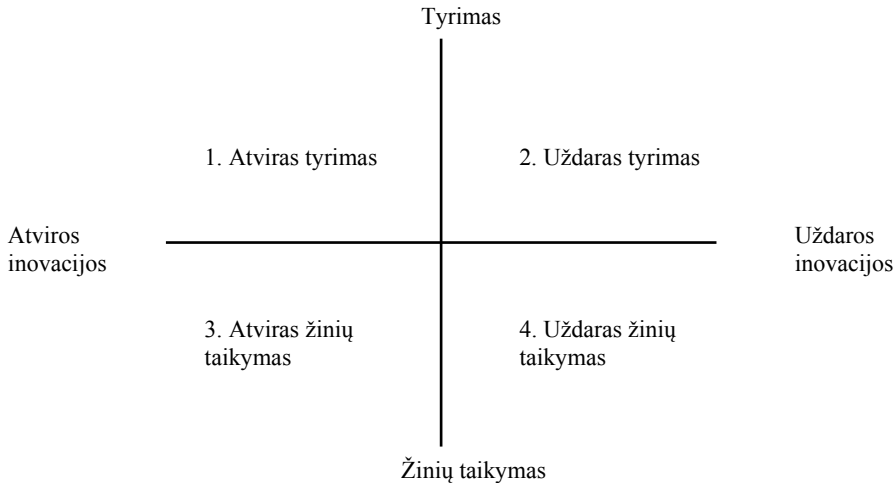 Tyrimas
1. Atviras tyrimas
2. Uždaras tyrimas
Atviros
inovacijos
Uždaros
inovacijos
3. Atviras žinių
taikymas
4. Uždaras žinių
taikymas
Žinių taikymas